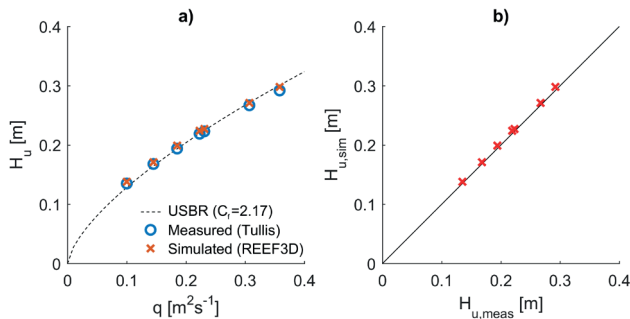 a)
H_u [m]
0.4
0.3
0.2
0.1
0
0
0.1
0.2
0.3
0.4
q [m²s⁻¹]
USBR (C_f=2.17)
Measured (Tullis)
Simulated (REEF3D)
b)
H_u,sim [m]
0.4
0.3
0.2
0.1
0
0
0.1
0.2
0.3
0.4
H_u,meas [m]